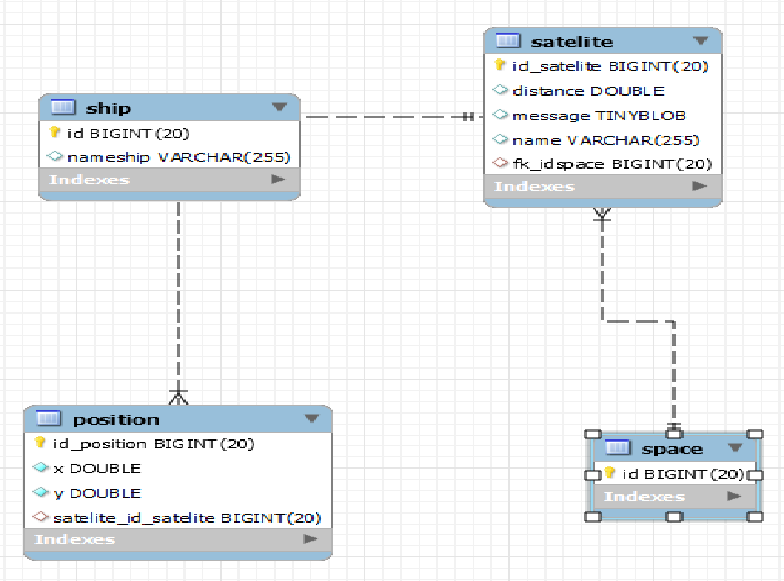 ship
id BIGINT(20)
nameship VARCHAR(255)
Indexes
satelite
id_satelite BIGINT(20)
distance DOUBLE
message TINYBLOB
name VARCHAR(255)
fk_idspace BIGINT(20)
Indexes
position
id_position BIGINT(20)
x DOUBLE
y DOUBLE
satelite_id_satelite BIGINT(20)
Indexes
space
id BIGINT(20)
Indexes